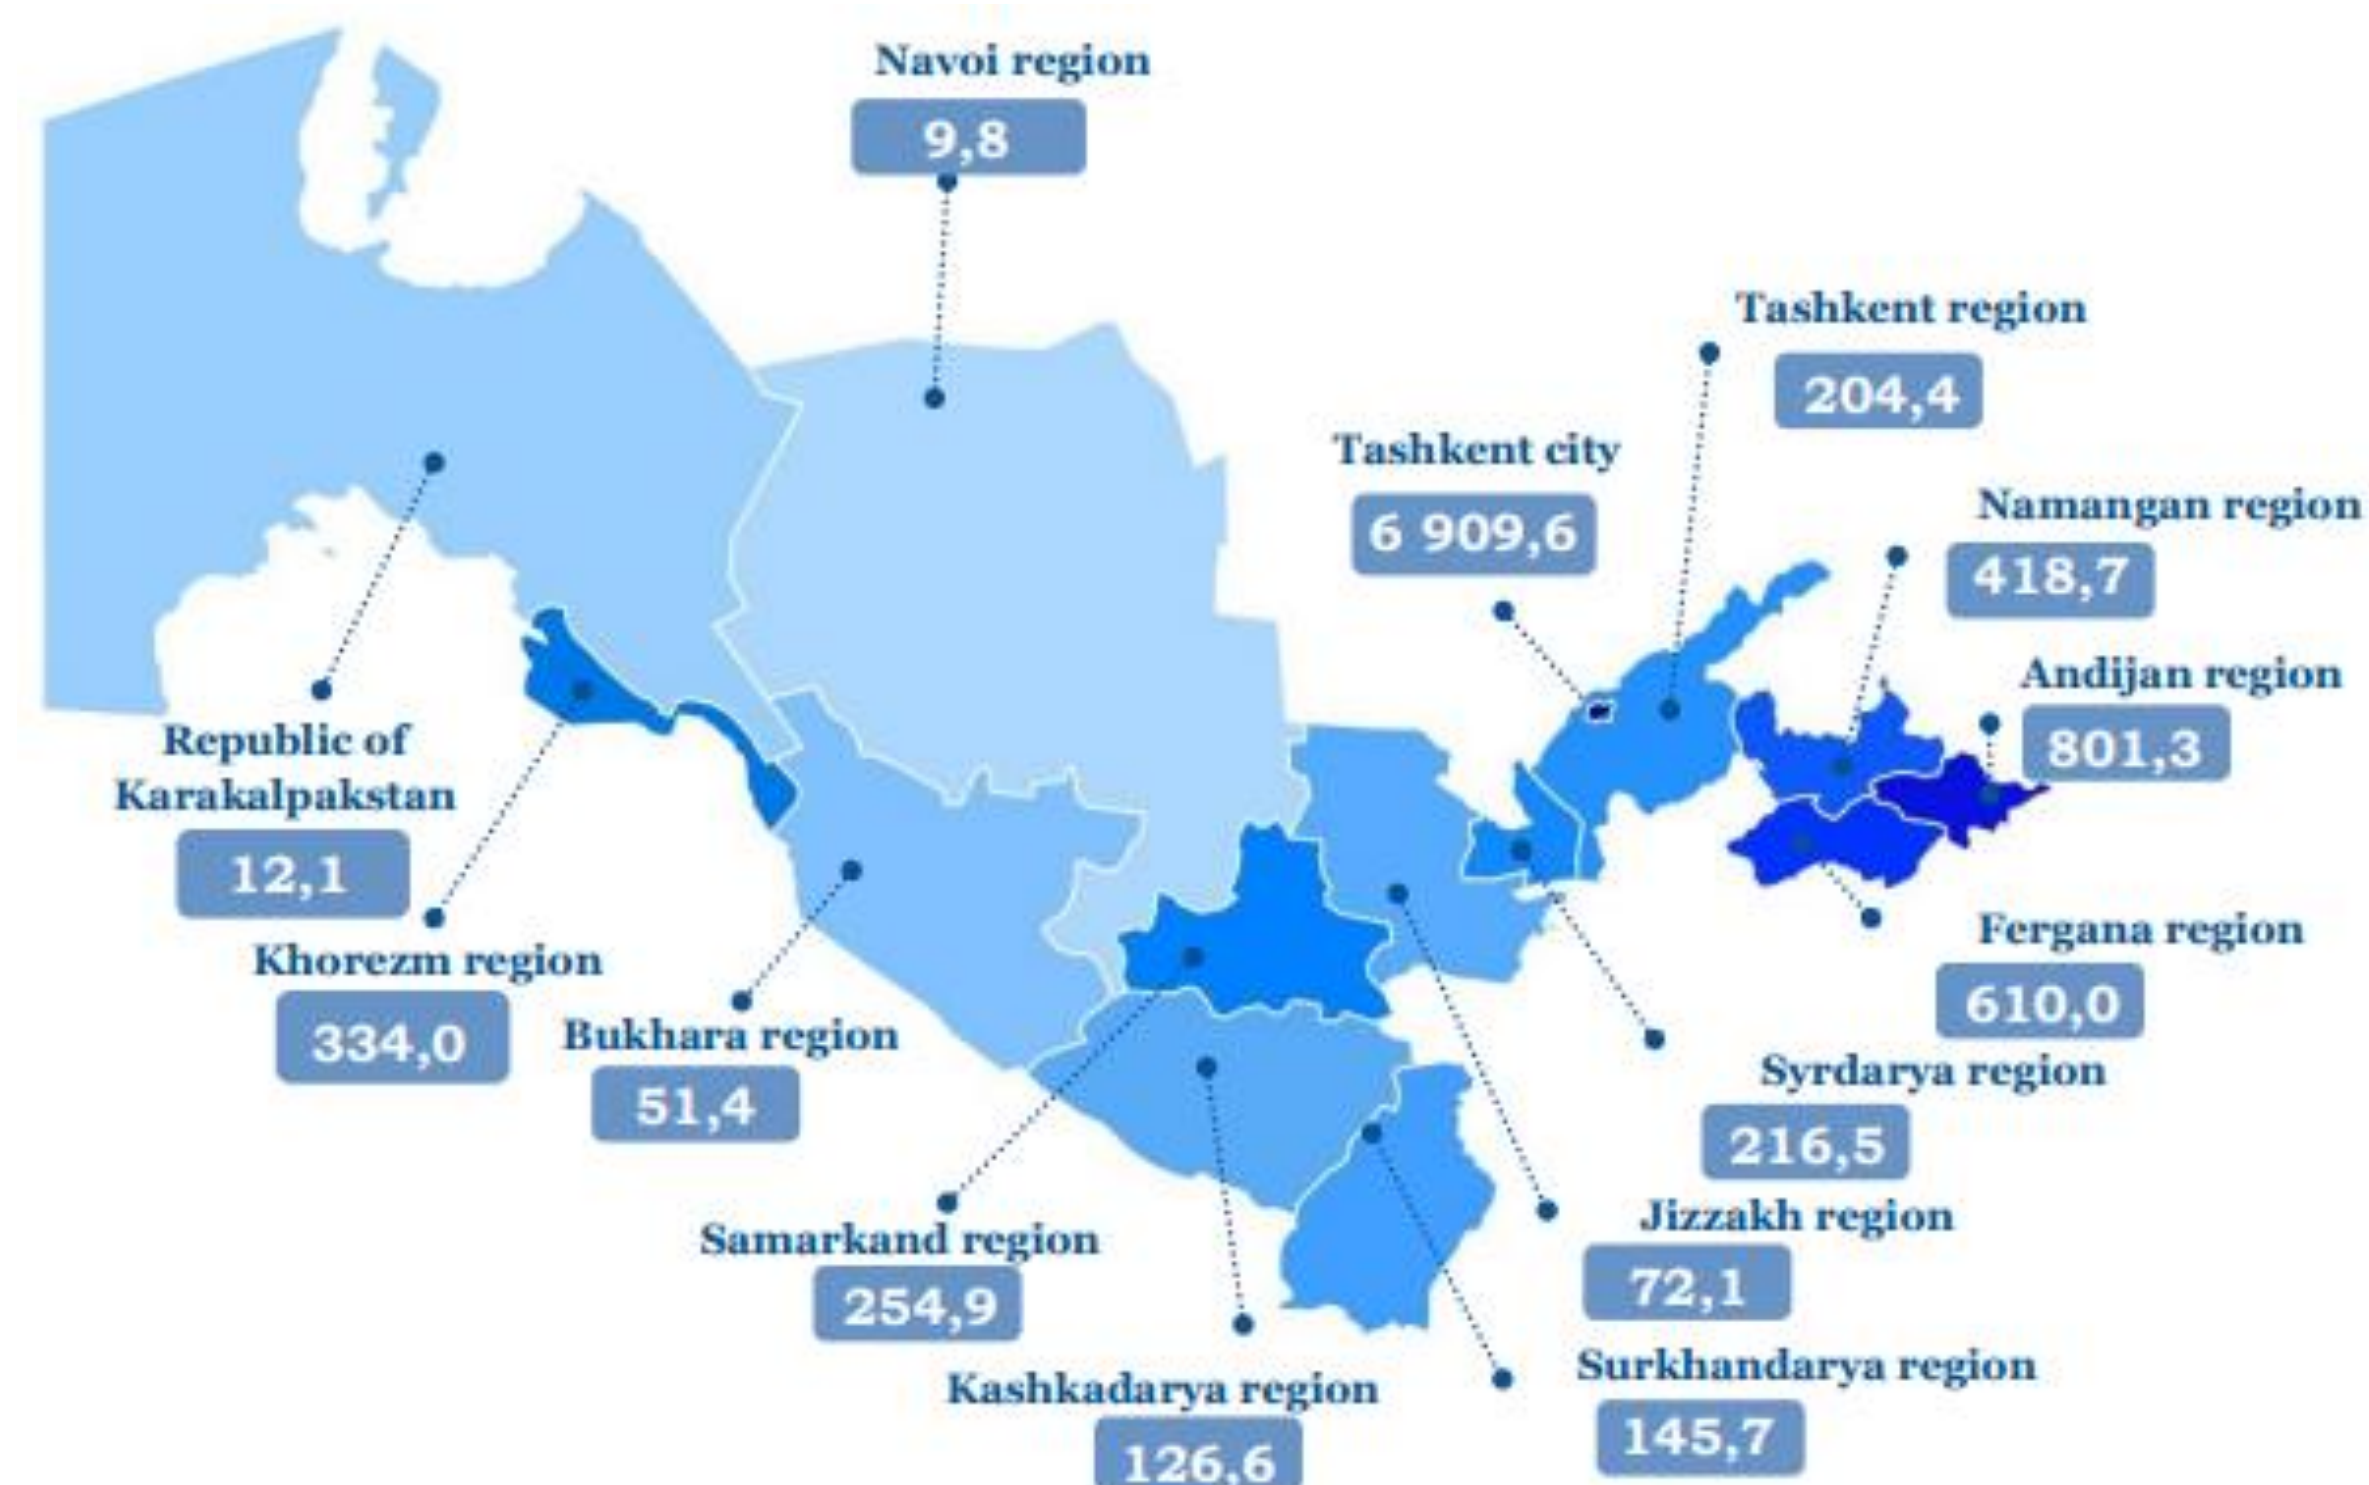 Navoi region
9,8
Tashkent region
204,4
Tashkent city
6 909,6
Namangan region
418,7
Andijan region
801,3
Republic of
Karakalpakstan
12,1
Khorezm region
334,0
Fergana region
610,0
Bukhara region
51,4
Syrdarya region
216,5
Samarkand region
254,9
Jizzakh region
72,1
Kashkadarya region
126,6
Surkhandarya region
145,7